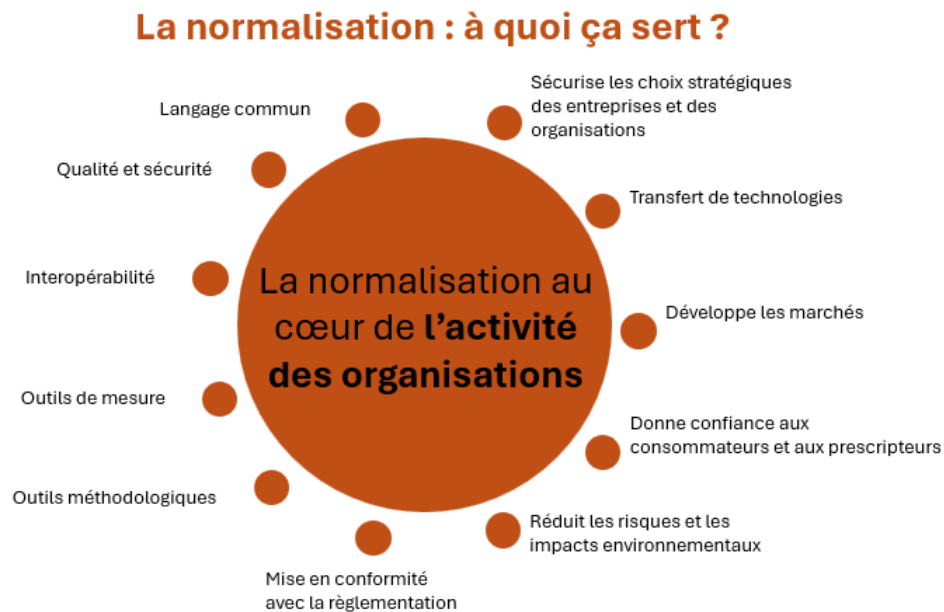 La normalisation : à quoi ça sert ?
Langage commun
Qualité et sécurité
Interopérabilité
Outils de mesure
Outils méthodologiques
Mise en conformité
avec la règlementation
La normalisation au
cœur de l’activité
des organisations
Sécurise les choix stratégiques
des entreprises et des
organisations
Transfert de technologies
Développe les marchés
Donne confiance aux
consommateurs et aux prescripteurs
Réduit les risques et les
impacts environnementaux